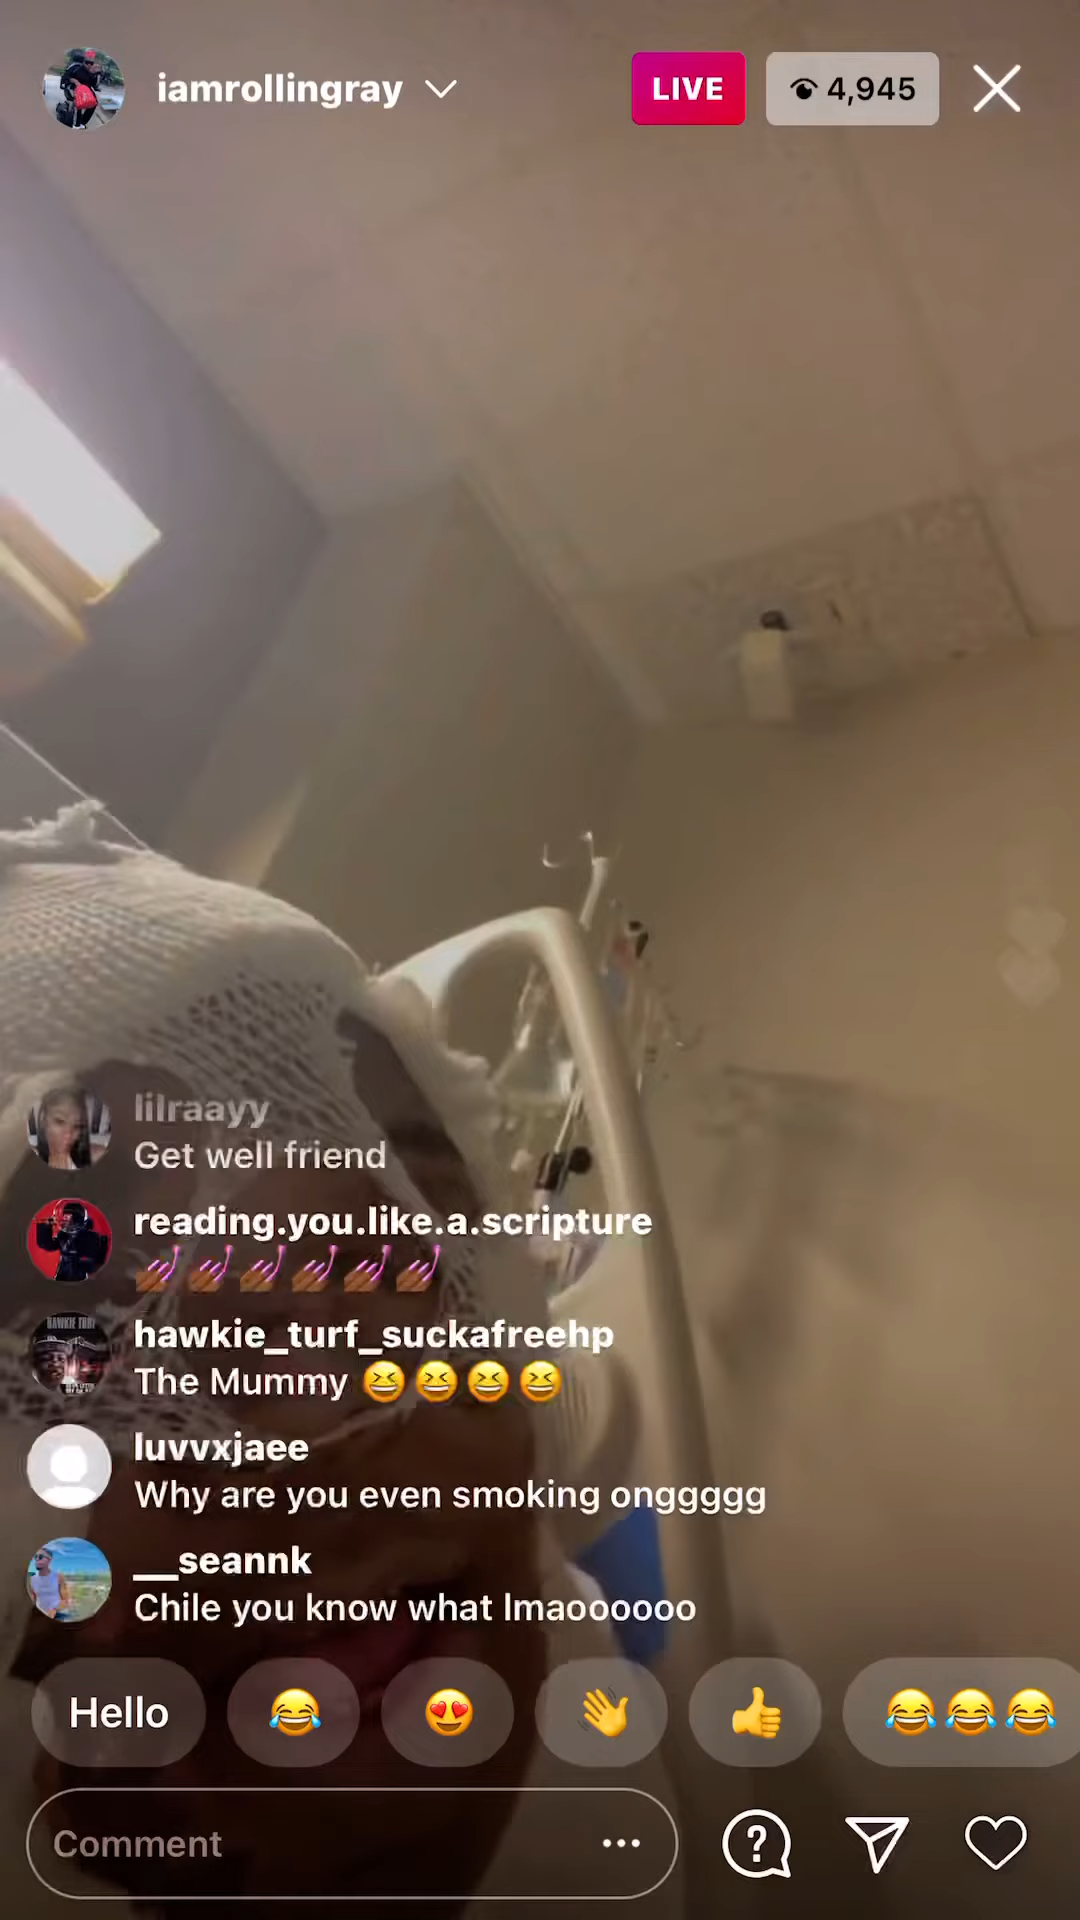 iamrollingray
LIVE
4,945
lilraayy
Get well friend
reading.you.like.a.scripture
💅🏾💅🏾💅🏾💅🏾💅🏾💅🏾
hawkie_turf_suckafreehp
The Mummy 😆😆😆😆
luvvxjaee
Why are you even smoking onggggg
__seannk
Chile you know what lmaoooooo
Hello
😂
😍
👋
👍
😂😂😂
Comment